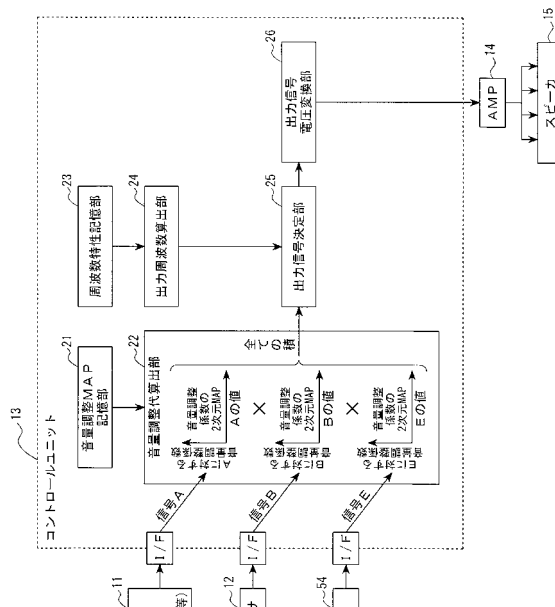 13
コントロールユニット
21
音量調整MAP
記憶部
23
周波数特性記憶部
24
出力周波数算出部
22
音量調整代算出部
音量調整
係数の
2次元MAP
Aの値
×
音量調整
係数の
2次元MAP
Bの値
×
音量調整
係数の
2次元MAP
Eの値
全ての積
25
出力信号決定部
26
出力信号
電圧変換部
I/F
信号A
I/F
信号B
I/F
信号E
11
等)
12
54
14
AMP
15
スピーカ